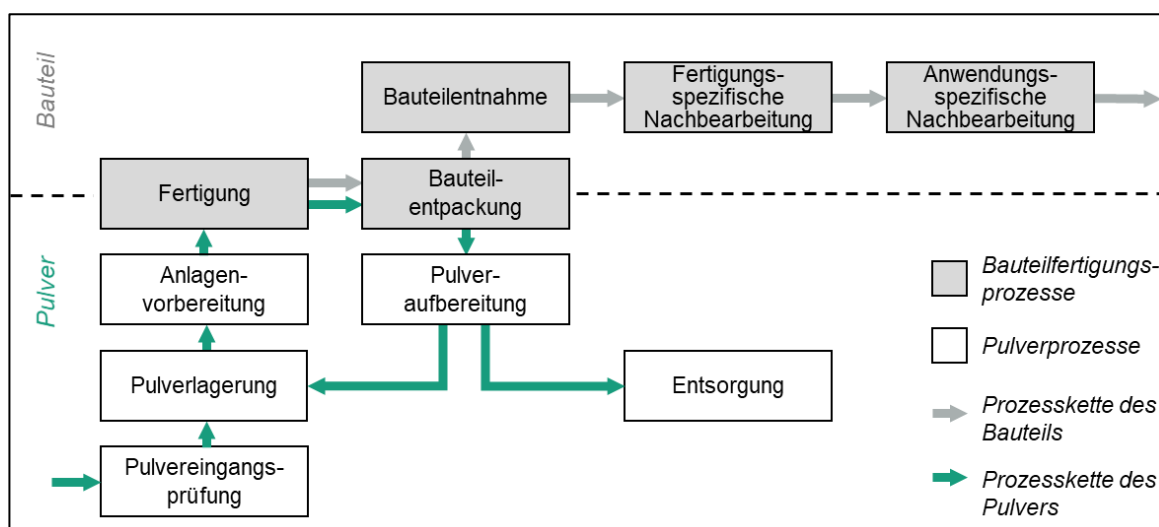 Bauteil
Bauteilentnahme
Fertigungs-
spezifische
Nachbearbeitung
Anwendungs-
spezifische
Nachbearbeitung
Fertigung
Bauteil-
entpackung
Pulver
Anlagen-
vorbereitung
Pulver-
aufbereitung
Pulverlagerung
Entsorgung
Pulvereingangs-
prüfung
Bauteilfertigungs-
prozesse
Pulverprozesse
Prozesskette des
Bauteils
Prozesskette des
Pulvers